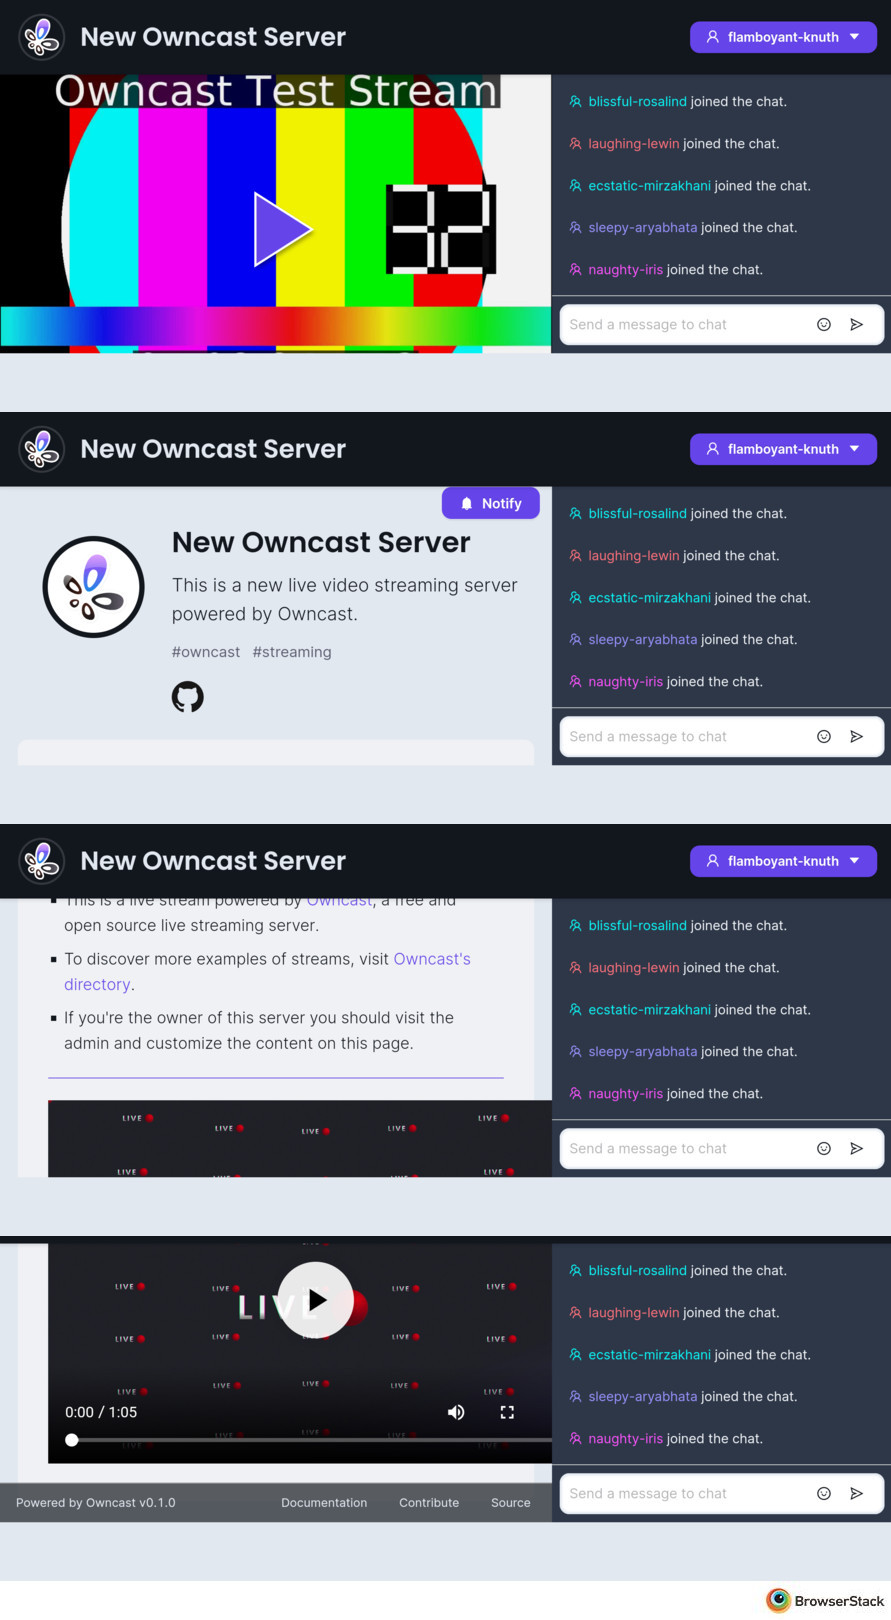 New Owncast Server
flamboyant-knuth
Owncast Test Stream
32
blissful-rosalind joined the chat.
laughing-lewin joined the chat.
ecstatic-mirzakhani joined the chat.
sleepy-aryabhata joined the chat.
naughty-iris joined the chat.
Send a message to chat
New Owncast Server
flamboyant-knuth
Notify
New Owncast Server
This is a new live video streaming server
powered by Owncast.
#owncast #streaming
blissful-rosalind joined the chat.
laughing-lewin joined the chat.
ecstatic-mirzakhani joined the chat.
sleepy-aryabhata joined the chat.
naughty-iris joined the chat.
Send a message to chat
New Owncast Server
flamboyant-knuth
This is a live stream powered by Owncast, a free and
open source live streaming server.
To discover more examples of streams, visit Owncast's
directory.
If you're the owner of this server you should visit the
admin and customize the content on this page.
LIVE LIVE LIVE LIVE LIVE
LIVE LIVE LIVE LIVE LIVE
blissful-rosalind joined the chat.
laughing-lewin joined the chat.
ecstatic-mirzakhani joined the chat.
sleepy-aryabhata joined the chat.
naughty-iris joined the chat.
Send a message to chat
LIVE LIVE LIVE LIVE
LIVE
LIVE LIVE LIVE LIVE LIVE
LIVE LIVE LIVE LIVE LIVE
0:00 / 1:05
blissful-rosalind joined the chat.
laughing-lewin joined the chat.
ecstatic-mirzakhani joined the chat.
sleepy-aryabhata joined the chat.
naughty-iris joined the chat.
Send a message to chat
Powered by Owncast v0.1.0
Documentation Contribute Source
BrowserStack